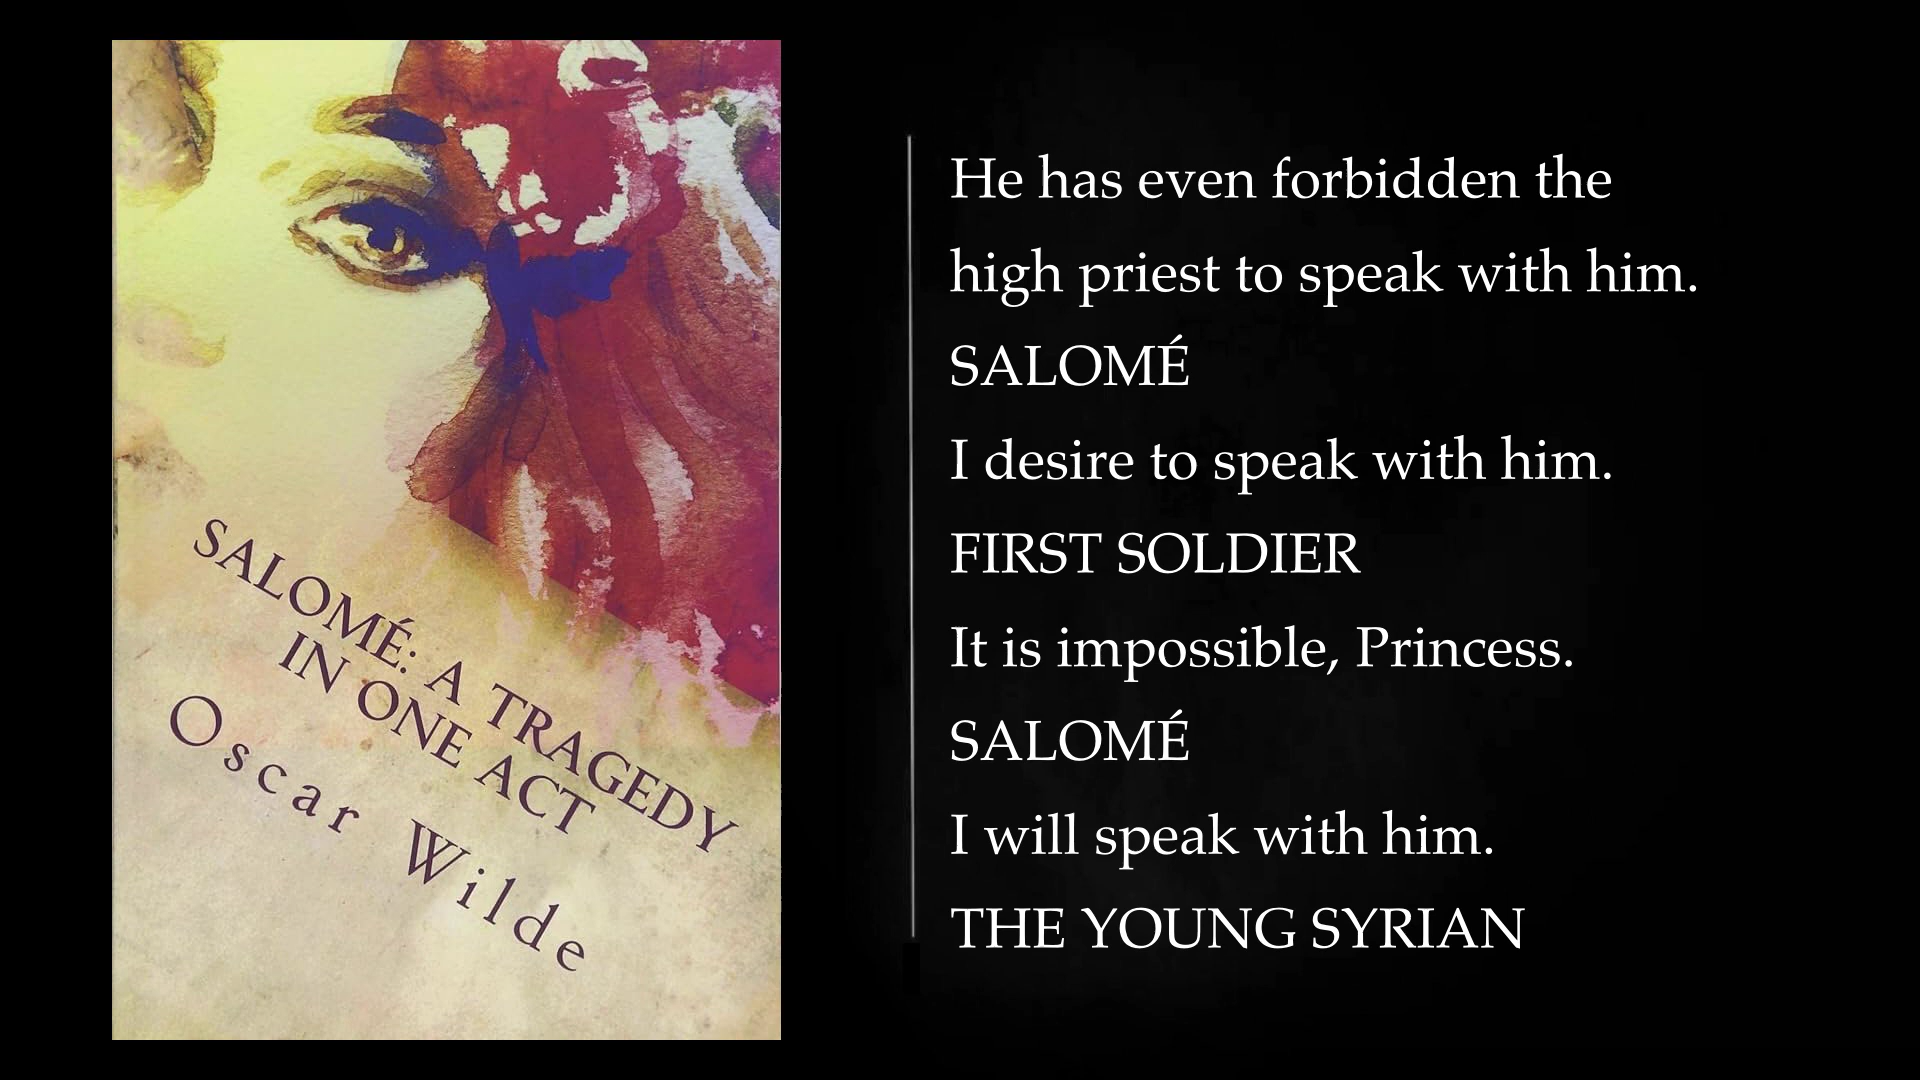 SALOMÉ: A TRAGEDY
IN ONE ACT
Oscar Wilde
He has even forbidden the
high priest to speak with him.
SALOMÉ
I desire to speak with him.
FIRST SOLDIER
It is impossible, Princess.
SALOMÉ
I will speak with him.
THE YOUNG SYRIAN